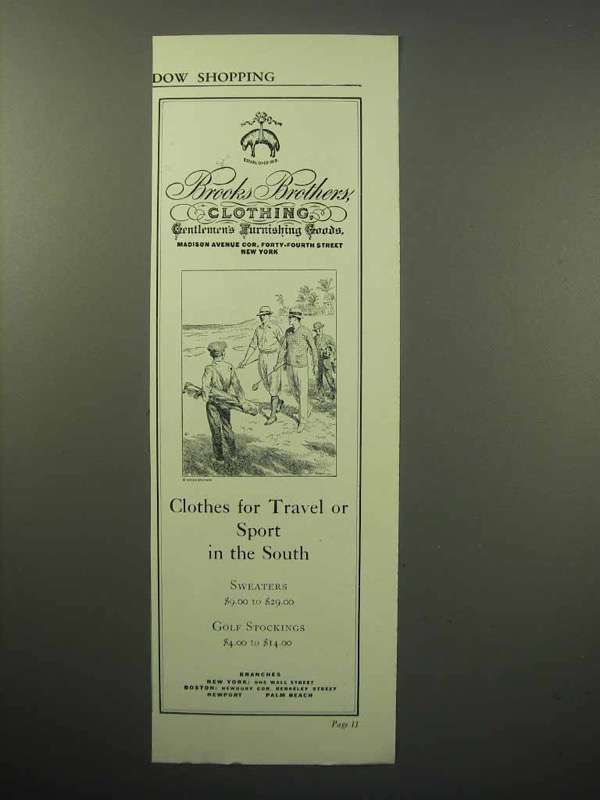 DOW SHOPPING
Brooks Brothers,
CLOTHING,
Gentlemen's Furnishing Goods.
MADISON AVENUE COR. FORTY-FOURTH STREET
NEW YORK
© BROOKS BROTHERS
Clothes for Travel or
Sport
in the South
SWEATERS
$9.00 to $29.00
GOLF STOCKINGS
$4.00 to $14.00
BRANCHES
NEW YORK: ONE WALL STREET
BOSTON: NEWBURY COR. BERKELEY STREET
NEWPORT PALM BEACH
Page 11